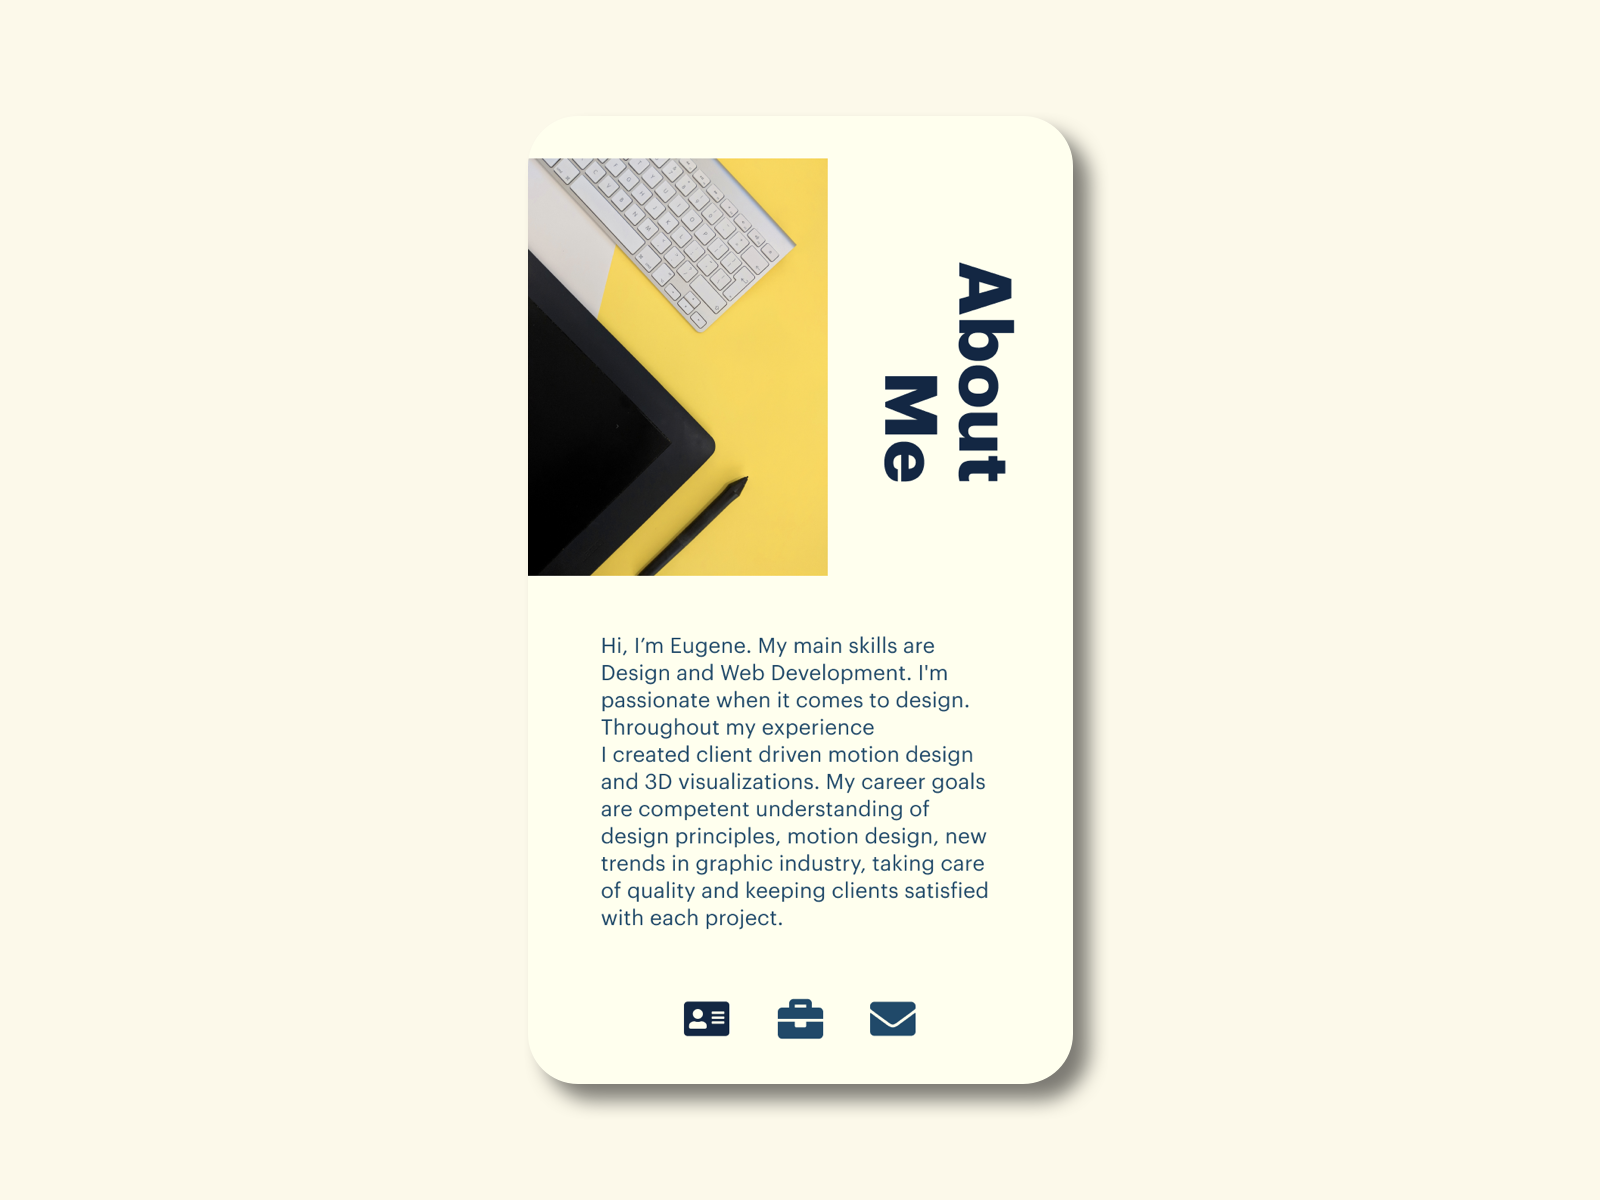 About
Me
Hi, I’m Eugene. My main skills are
Design and Web Development. I'm
passionate when it comes to design.
Throughout my experience
I created client driven motion design
and 3D visualizations. My career goals
are competent understanding of
design principles, motion design, new
trends in graphic industry, taking care
of quality and keeping clients satisfied
with each project.